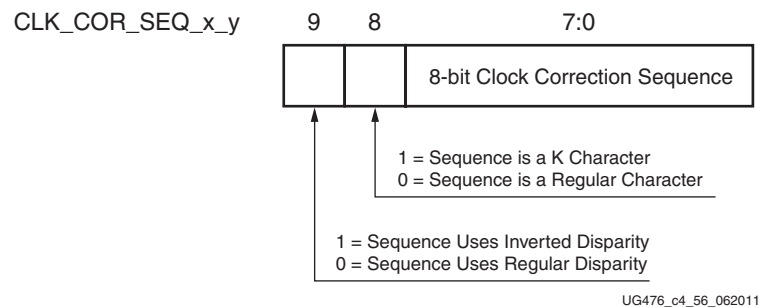 CLK_COR_SEQ_x_y 9 8 7:0
8-bit Clock Correction Sequence
1 = Sequence is a K Character
0 = Sequence is a Regular Character
1 = Sequence Uses Inverted Disparity
0 = Sequence Uses Regular Disparity
UG476_c4_56_062011